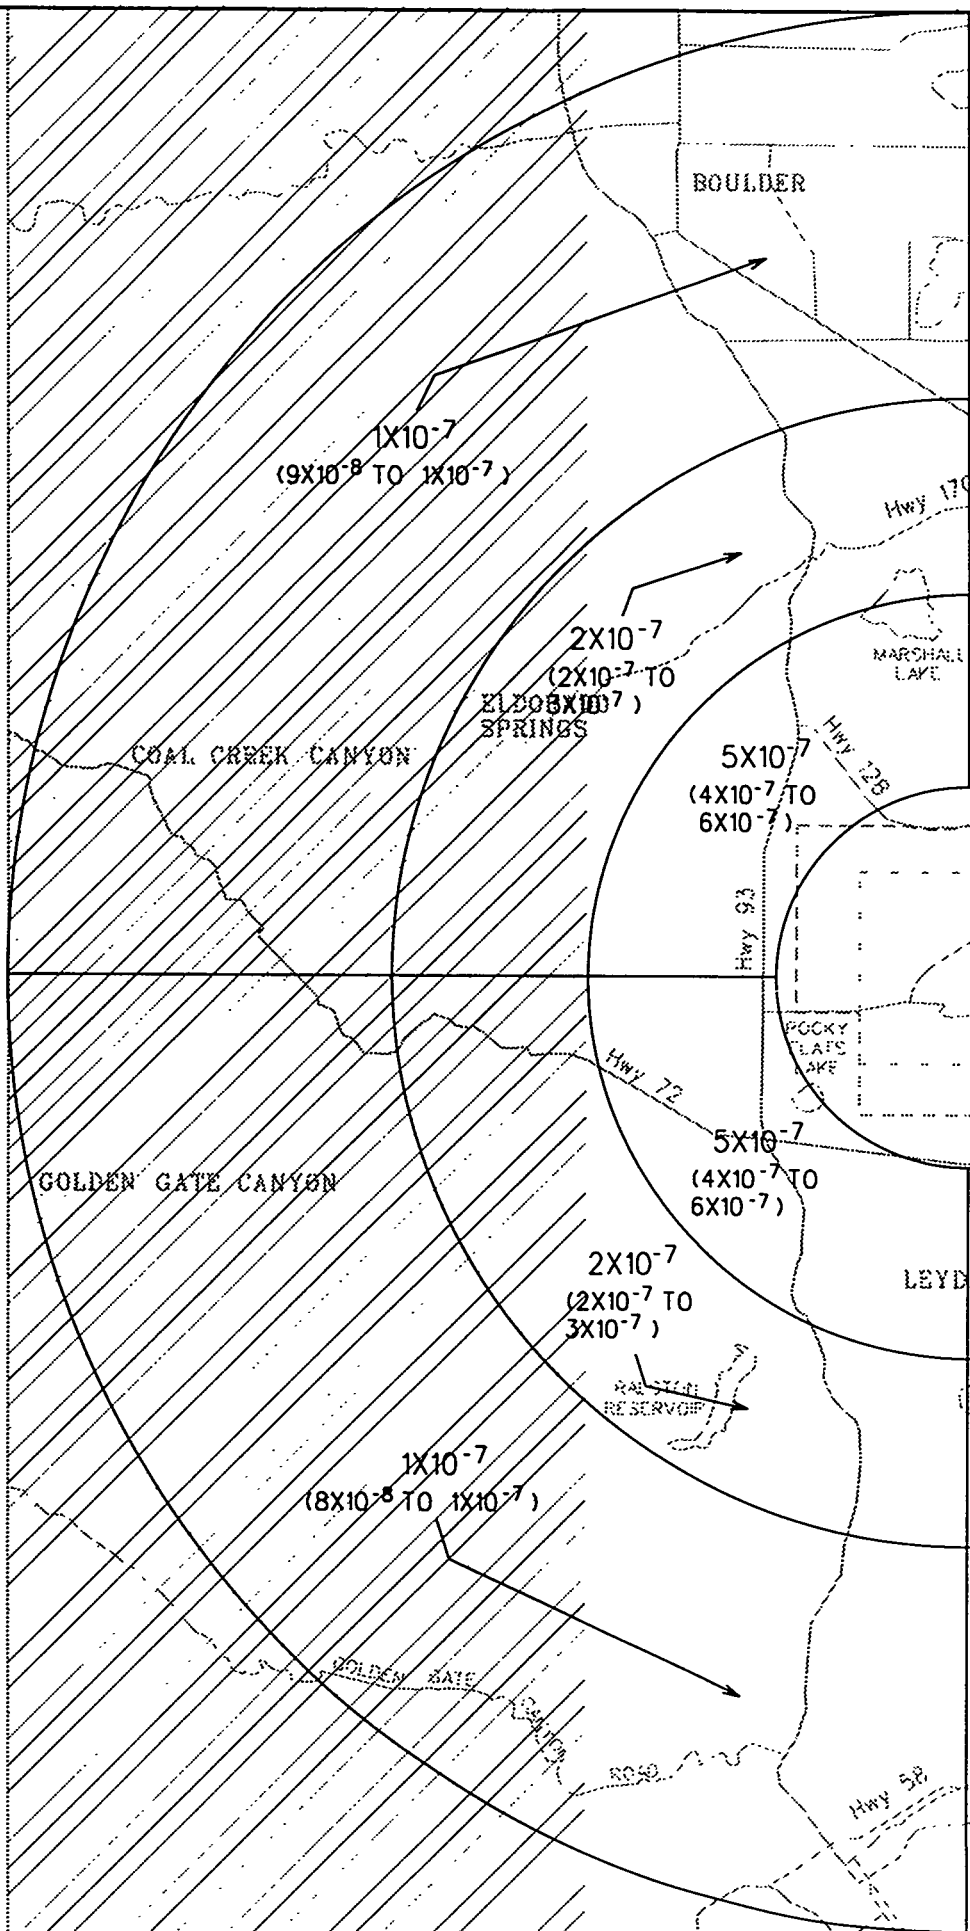 BOULDER
1X10⁻⁷
(9X10⁻⁸ TO 1X10⁻⁷)
Hwy 170
2X10⁻⁷
(2X10⁻⁷ TO
3X10⁻⁷)
MARSHALL
LAKE
SPRINGS
COAL CREEK CANYON
5X10⁻⁷
(4X10⁻⁷ TO
6X10⁻⁷)
Hwy 128
Hwy 93
ROCKY
FLATS
LAKE
Hwy 72
5X10⁻⁷
(4X10⁻⁷ TO
6X10⁻⁷)
GOLDEN GATE CANYON
2X10⁻⁷
(2X10⁻⁷ TO
3X10⁻⁷)
LEYD
RALSTON
RESERVOIR
1X10⁻⁷
(8X10⁻⁸ TO 1X10⁻⁷)
GOLDEN GATE
CANYON
ROAD
Hwy 58